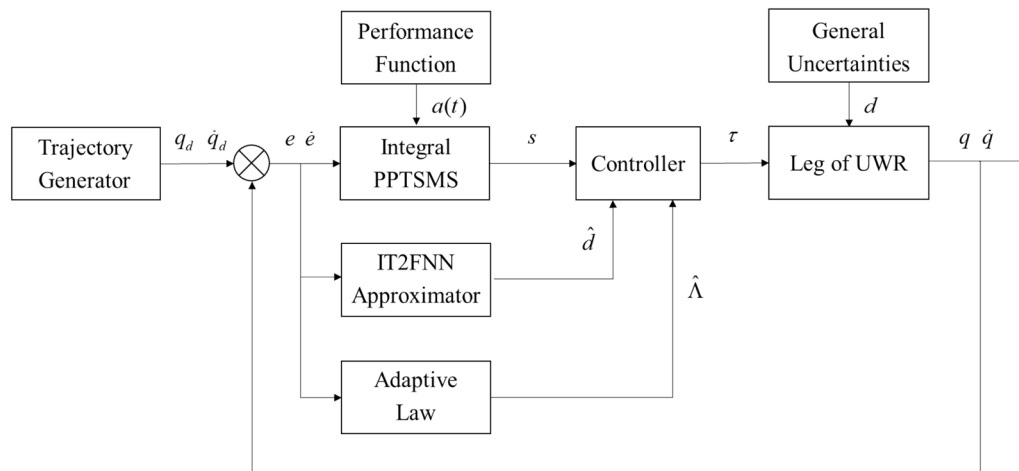 Performance
Function
General
Uncertainties
a(t)
d
Trajectory
Generator
q_d q̇_d
e ė
Integral
PPTSMS
s
Controller
τ
Leg of UWR
q q̇
IT2FNN
Approximator
d̂
Λ̂
Adaptive
Law